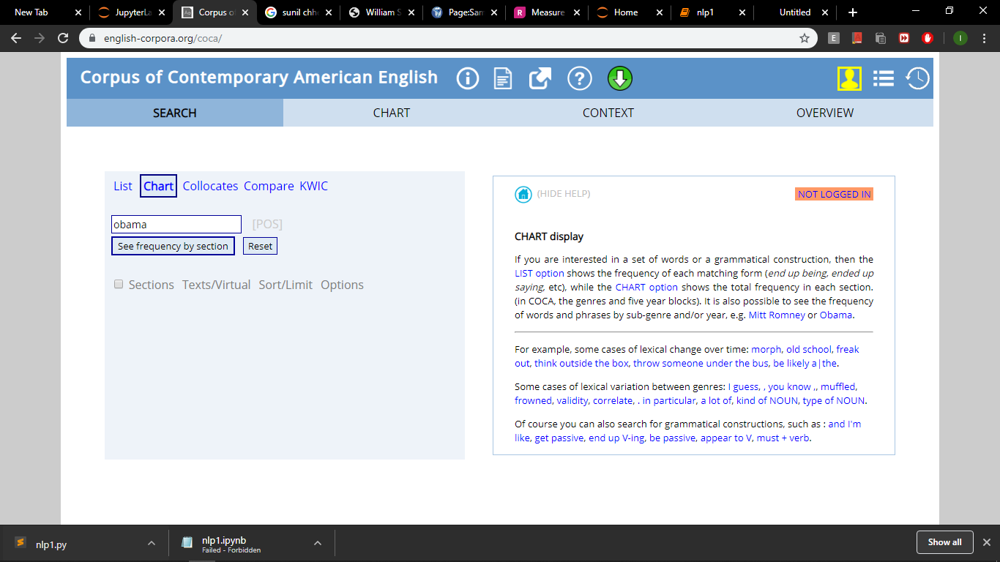 New Tab JupyterLa Corpus o sunil chh William S Page:San Measure Home nlp1 Untitled
english-corpora.org/coca/ E I
Corpus of Contemporary American English
SEARCH CHART CONTEXT OVERVIEW
List Chart Collocates Compare KWIC
obama [POS]
See frequency by section Reset
Sections Texts/Virtual Sort/Limit Options
(HIDE HELP) NOT LOGGED IN
CHART display
If you are interested in a set of words or a grammatical construction, then the
LIST option shows the frequency of each matching form (end up being, ended up
saying, etc), while the CHART option shows the total frequency in each section.
(in COCA, the genres and five year blocks). It is also possible to see the frequency
of words and phrases by sub-genre and/or year, e.g. Mitt Romney or Obama.
For example, some cases of lexical change over time: morph, old school, freak
out, think outside the box, throw someone under the bus, be likely a|the.
Some cases of lexical variation between genres: I guess, , you know ,, muffled,
frowned, validity, correlate, . in particular, a lot of, kind of NOUN, type of NOUN.
Of course you can also search for grammatical constructions, such as : and I'm
like, get passive, end up V-ing, be passive, appear to V, must + verb.
nlp1.py
nlp1.ipynb
Failed - Forbidden
Show all